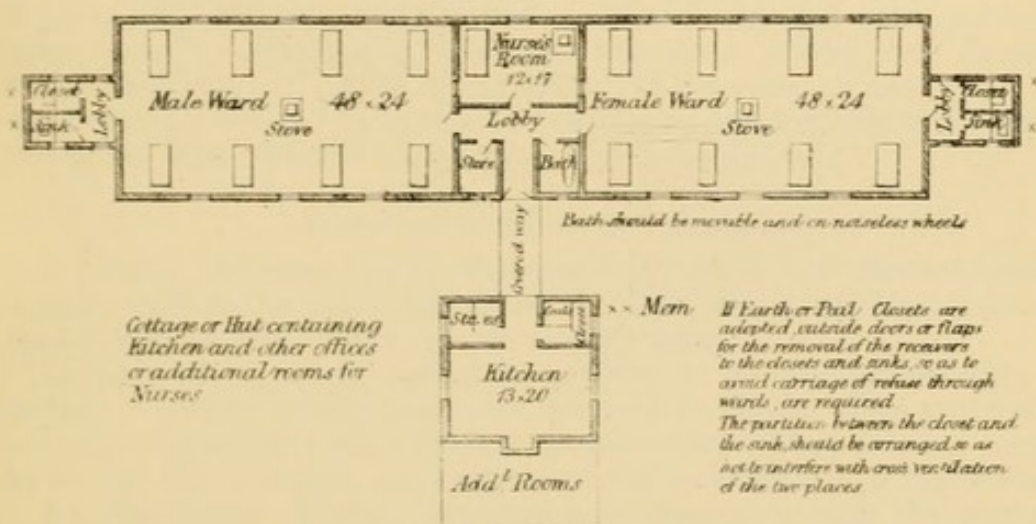 Nurse's
Room
12 x 17
Closet
Sink
Lobby
Male Ward 48 x 24
Stove
Lobby
Female Ward 48 x 24
Stove
Lobby
Closet
Sink
Bath
Bath should be movable and on noiseless wheels
Covered way
Cottage or Hut containing
Kitchen and other offices
or additional rooms for
Nurses
Stores
Coals
Closet
Kitchen
13 x 20
Add.L Rooms
x x Mem
If Earth or Pail Closets are
adopted, outside doors or flaps
for the removal of the receivers
to the closets and sinks, so as to
avoid carriage of refuse through
wards, are required
The partition between the closet and
the sink, should be arranged so as
not to interfere with cross ventilation
of the two places